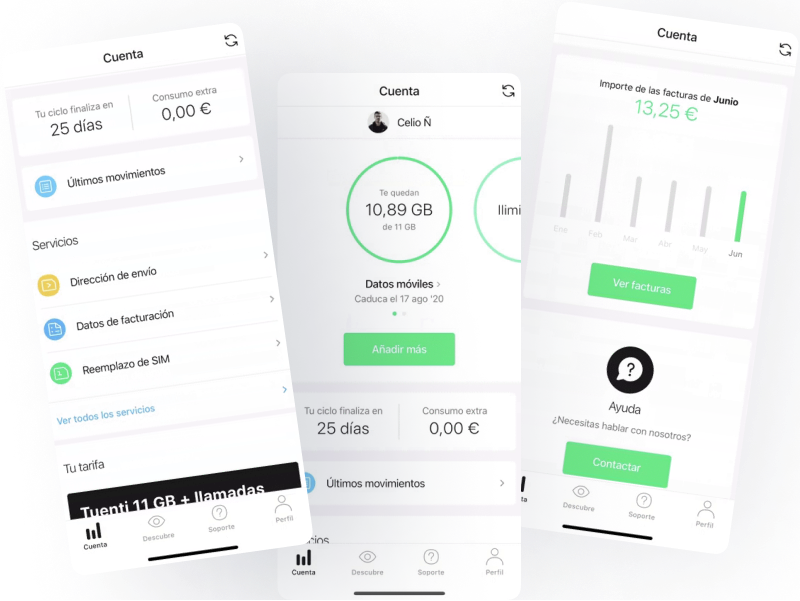 Cuenta
Tu ciclo finaliza en
25 días
Consumo extra
0,00 €
Últimos movimientos
Servicios
Dirección de envío
Datos de facturación
Reemplazo de SIM
Ver todos los servicios
Tu tarifa
Tuenti 11 GB + llamadas
Cuenta
Descubre
Soporte
Perfil
Cuenta
Celio Ñ
Te quedan
10,89 GB
de 11 GB
Ilimi
Datos móviles
Caduca el 17 ago '20
Añadir más
Tu ciclo finaliza en
25 días
Consumo extra
0,00 €
Últimos movimientos
cios
Cuenta
Descubre
Soporte
Perfil
Cuenta
Importe de las facturas de Junio
13,25 €
Ene
Feb
Mar
Abr
May
Jun
Ver facturas
Ayuda
¿Necesitas hablar con nosotros?
Contactar
ta
Descubre
Soporte
Perfil